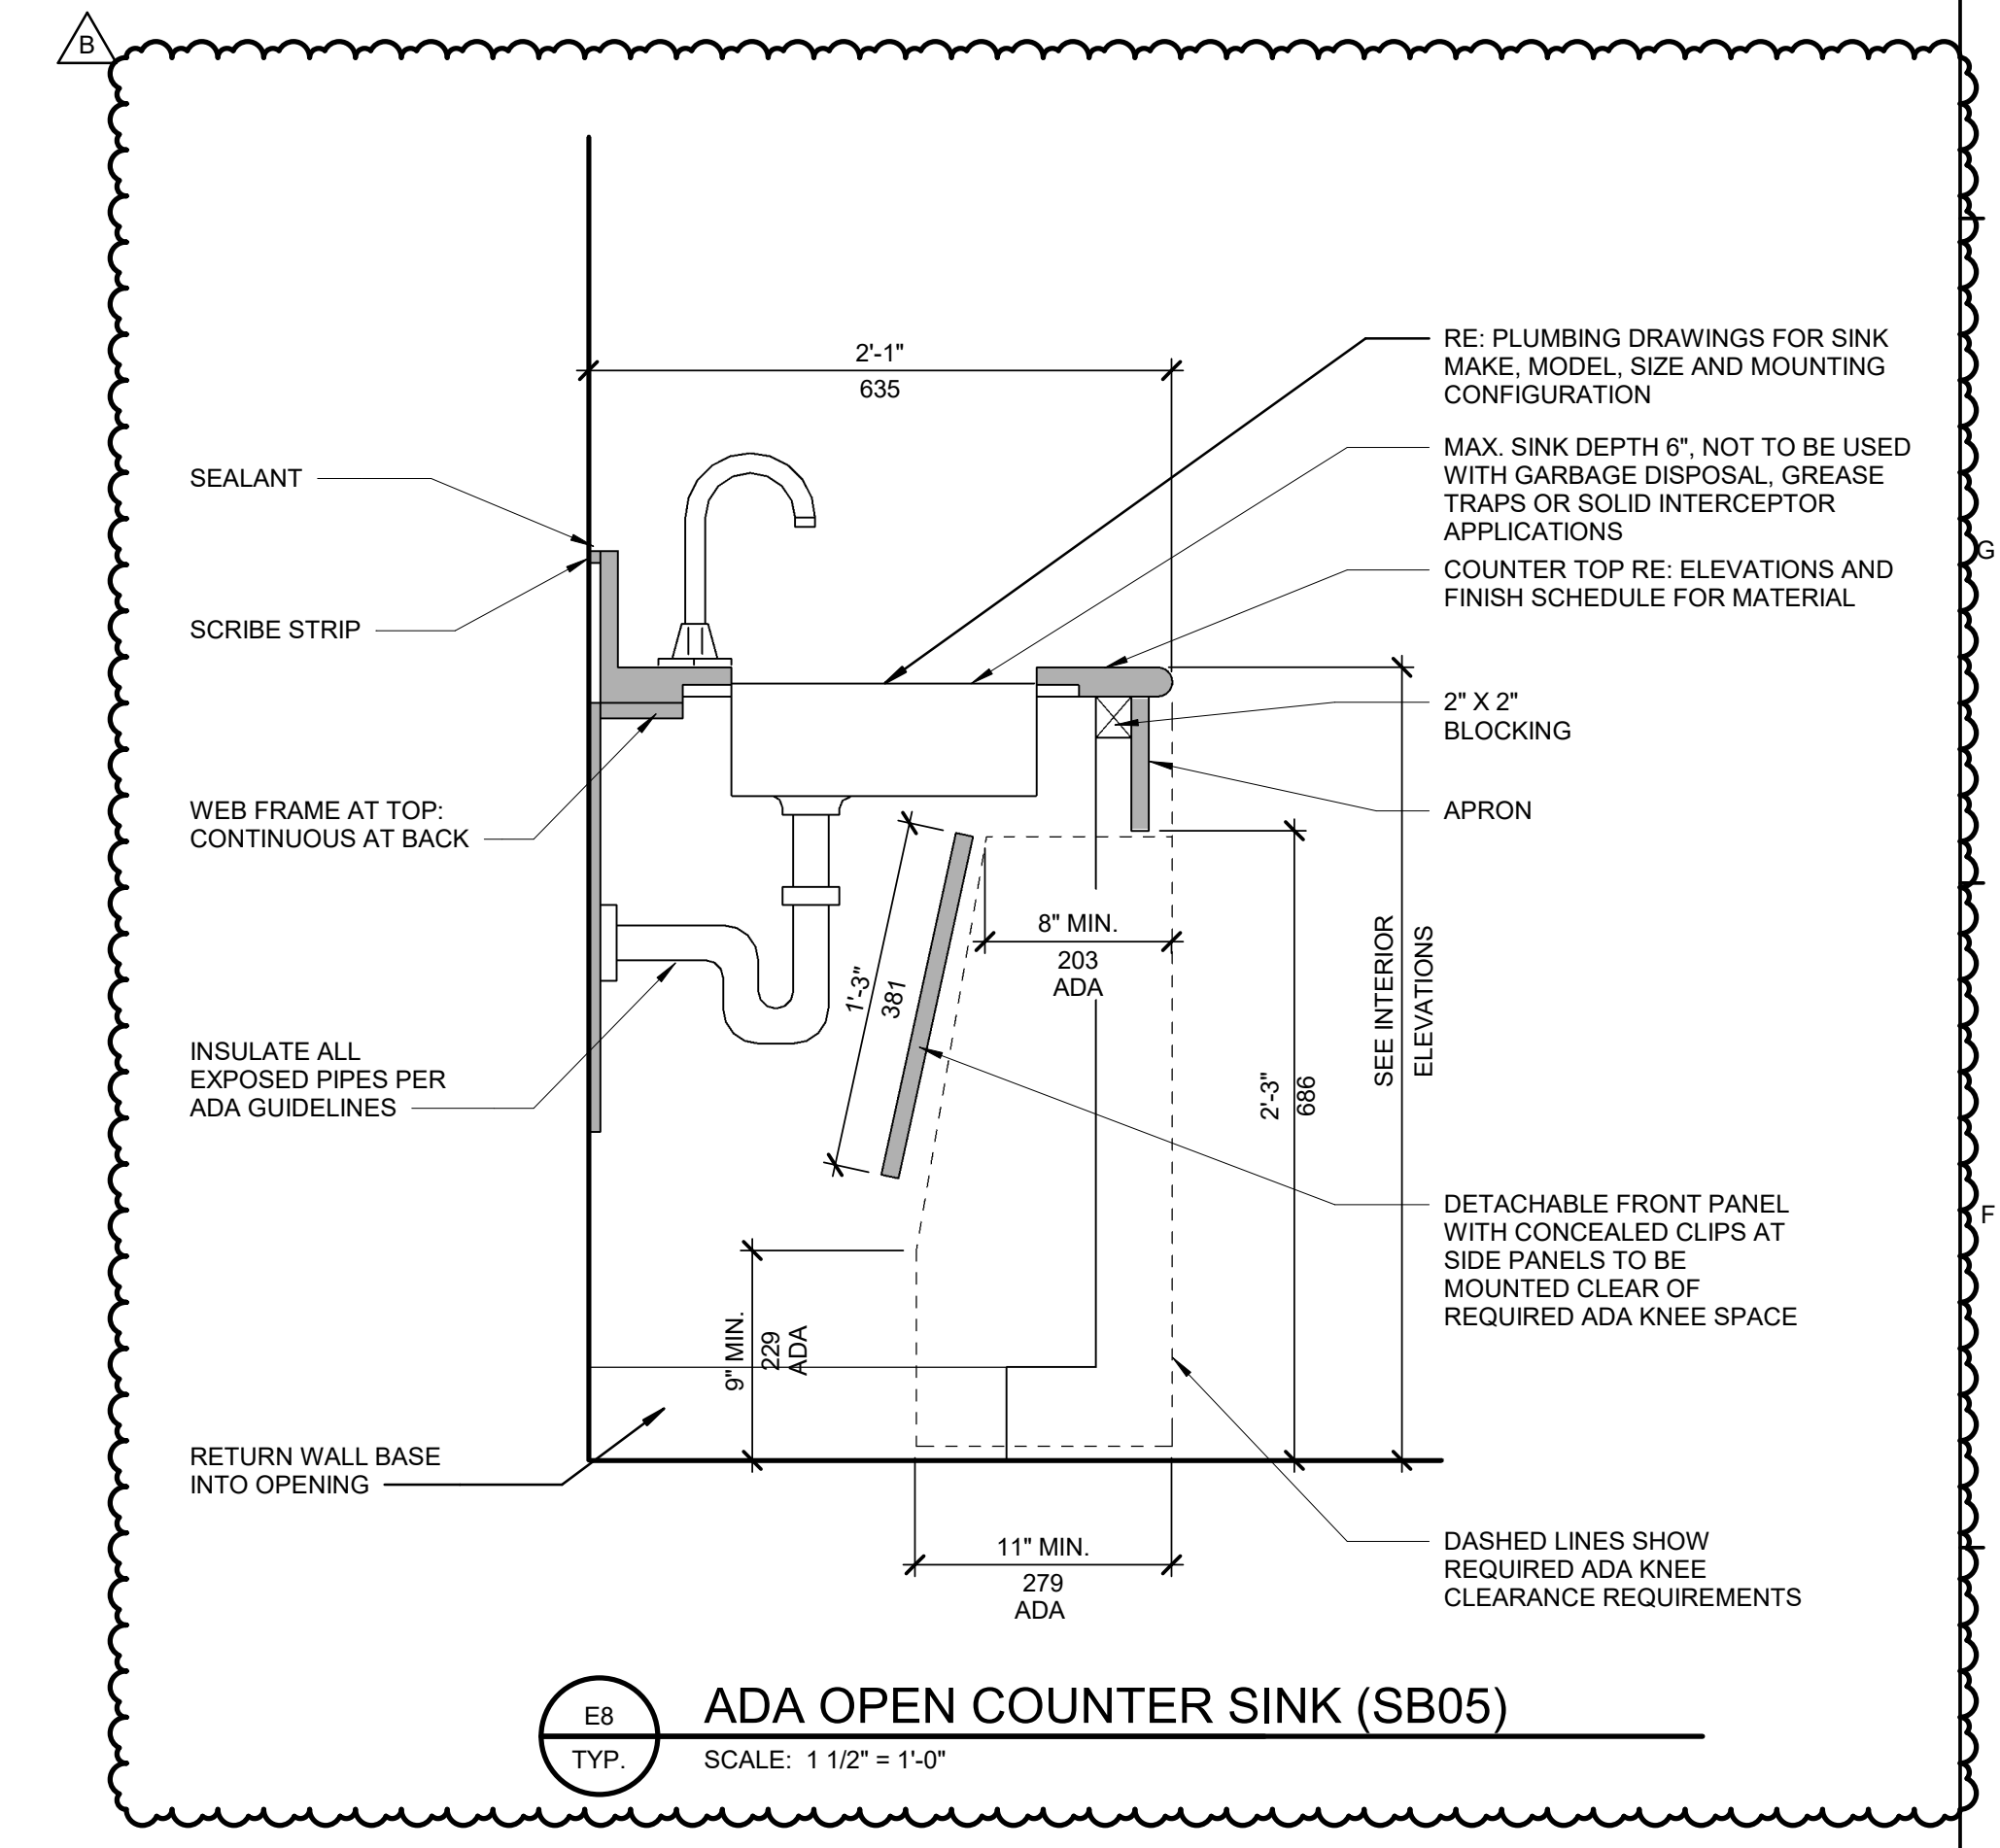 B
2'-1"
635
SEALANT
SCRIBE STRIP
WEB FRAME AT TOP:
CONTINUOUS AT BACK
INSULATE ALL
EXPOSED PIPES PER
ADA GUIDELINES
RETURN WALL BASE
INTO OPENING
RE: PLUMBING DRAWINGS FOR SINK
MAKE, MODEL, SIZE AND MOUNTING
CONFIGURATION
MAX. SINK DEPTH 6", NOT TO BE USED
WITH GARBAGE DISPOSAL, GREASE
TRAPS OR SOLID INTERCEPTOR
APPLICATIONS
COUNTER TOP RE: ELEVATIONS AND
FINISH SCHEDULE FOR MATERIAL
2" X 2"
BLOCKING
APRON
8" MIN.
203
ADA
1'-3"
381
2'-3"
686
SEE INTERIOR
ELEVATIONS
9" MIN.
229
ADA
DETACHABLE FRONT PANEL
WITH CONCEALED CLIPS AT
SIDE PANELS TO BE
MOUNTED CLEAR OF
REQUIRED ADA KNEE SPACE
11" MIN.
279
ADA
DASHED LINES SHOW
REQUIRED ADA KNEE
CLEARANCE REQUIREMENTS
G
F
E8
TYP.
ADA OPEN COUNTER SINK (SB05)
SCALE: 1 1/2" = 1'-0"